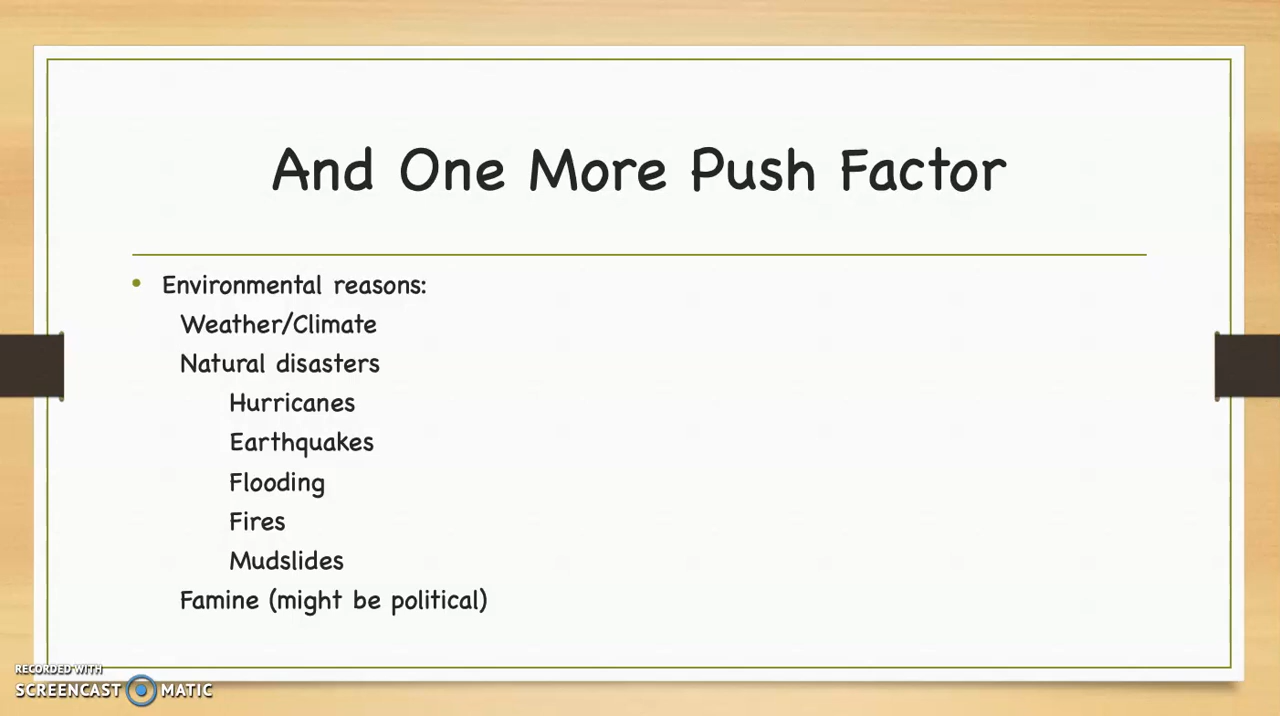 And One More Push Factor
• Environmental reasons:
Weather/Climate
Natural disasters
Hurricanes
Earthquakes
Flooding
Fires
Mudslides
Famine (might be political)
RECORDED WITH
SCREENCAST MATIC